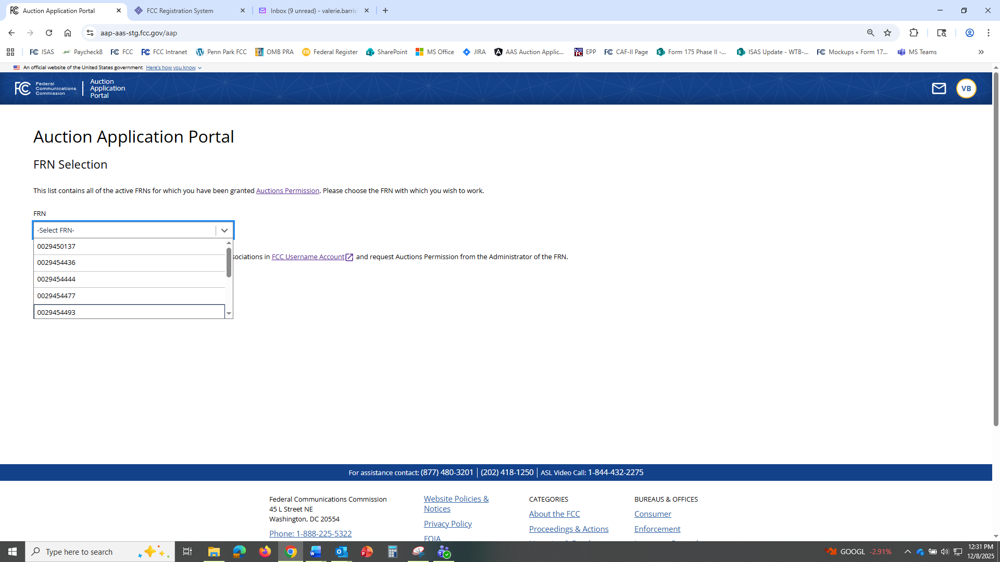 Auction Application Portal
FCC Registration System
Inbox (9 unread) - valerie.barris
aap-aas-stg.fcc.gov/aap
ISAS
Paycheck8
FCC
FCC Intranet
Penn Park FCC
OMB PRA
Federal Register
SharePoint
MS Office
JIRA
AAS Auction Applic...
EPP
CAF-II Page
Form 175 Phase II -...
ISAS Update - WTB-...
Mockups « Form 17...
MS Teams
An official website of the United States government Here's how you know
FCC
Federal
Communications
Commission
Auction
Application
Portal
VB
Auction Application Portal
FRN Selection
This list contains all of the active FRNs for which you have been granted Auctions Permission. Please choose the FRN with which you wish to work.
FRN
-Select FRN-
0029450137
sociations in FCC Username Account and request Auctions Permission from the Administrator of the FRN.
0029454436
0029454444
0029454477
0029454493
For assistance contact: (877) 480-3201 | (202) 418-1250 | ASL Video Call: 1-844-432-2275
Federal Communications Commission
45 L Street NE
Washington, DC 20554
Phone: 1-888-225-5322
Website Policies &
Notices
Privacy Policy
FOIA
CATEGORIES
About the FCC
Proceedings & Actions
BUREAUS & OFFICES
Consumer
Enforcement
Type here to search
GOOGL -2.91%
12:31 PM
12/8/2025